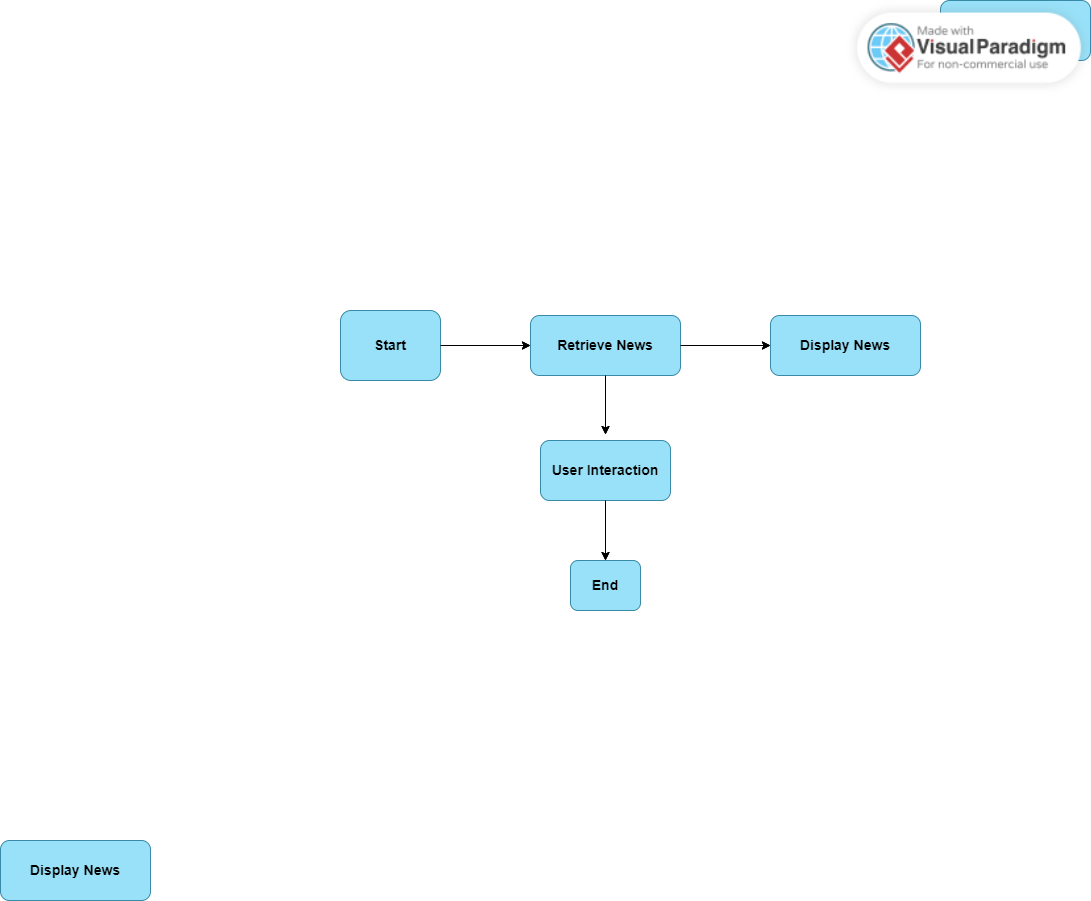 Made with
Visual Paradigm
For non-commercial use
Start
Retrieve News
Display News
User Interaction
End
Display News